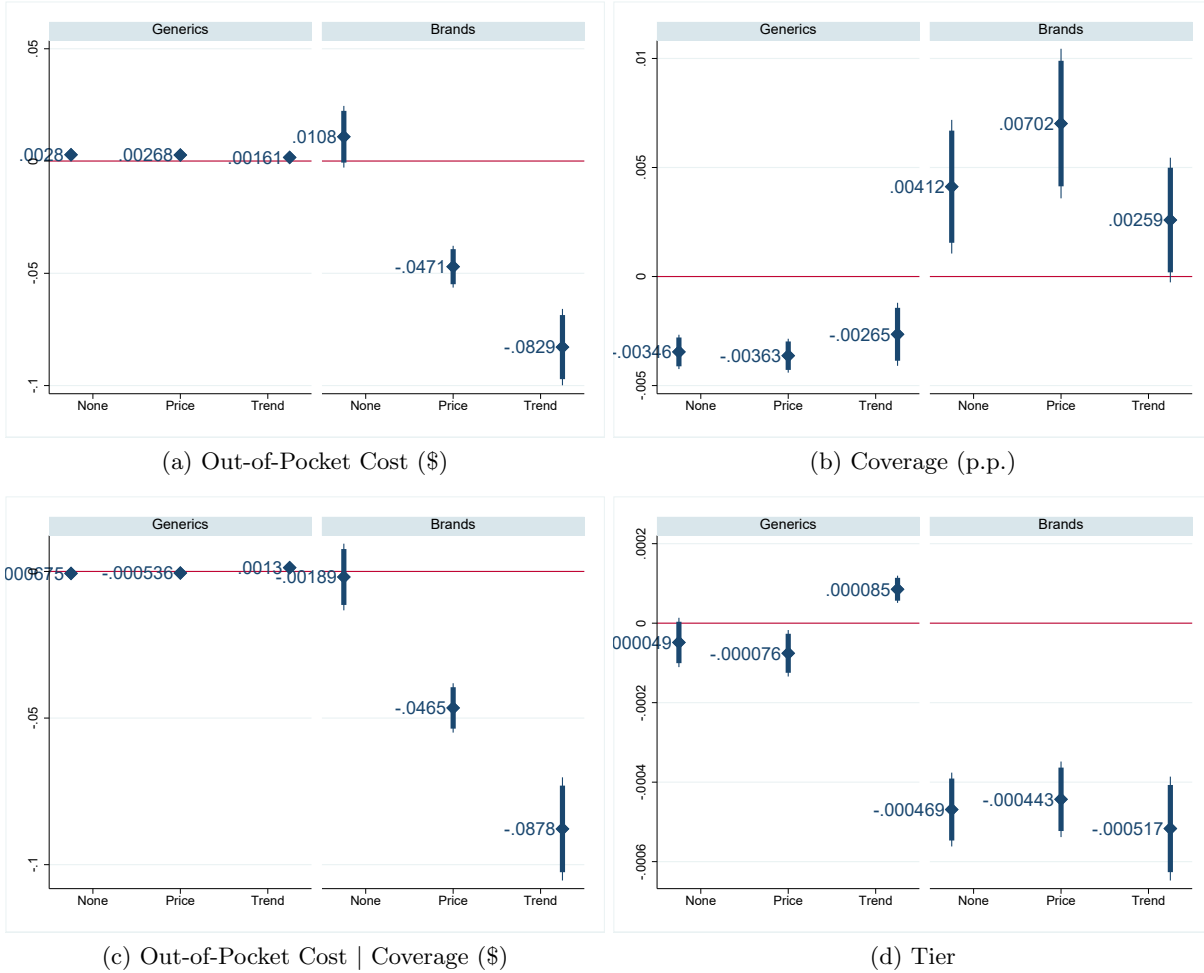 Generics Brands
.05
0
-.05
-.1
.0028 .00268 .00161 .0108 -.0471 -.0829
None Price Trend None Price Trend
(a) Out-of-Pocket Cost ($)
Generics Brands
.01
.005
0
-.005
-.00346 -.00363 -.00265 .00412 .00702 .00259
None Price Trend None Price Trend
(b) Coverage (p.p.)
Generics Brands
0
-.05
-.1
000675 -.000536 .0013 -.00189 -.0465 -.0878
None Price Trend None Price Trend
(c) Out-of-Pocket Cost | Coverage ($)
Generics Brands
.0002
0
-.0002
-.0004
-.0006
000049 -.000076 .000085 -.000469 -.000443 -.000517
None Price Trend None Price Trend
(d) Tier